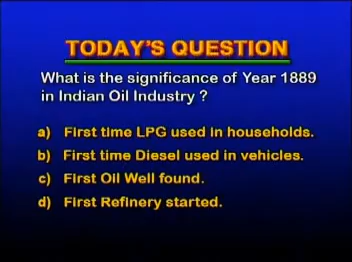 TODAY'S QUESTION
What is the significance of Year 1889
in Indian Oil Industry ?
a) First time LPG used in households.
b) First time Diesel used in vehicles.
c) First Oil Well found.
d) First Refinery started.